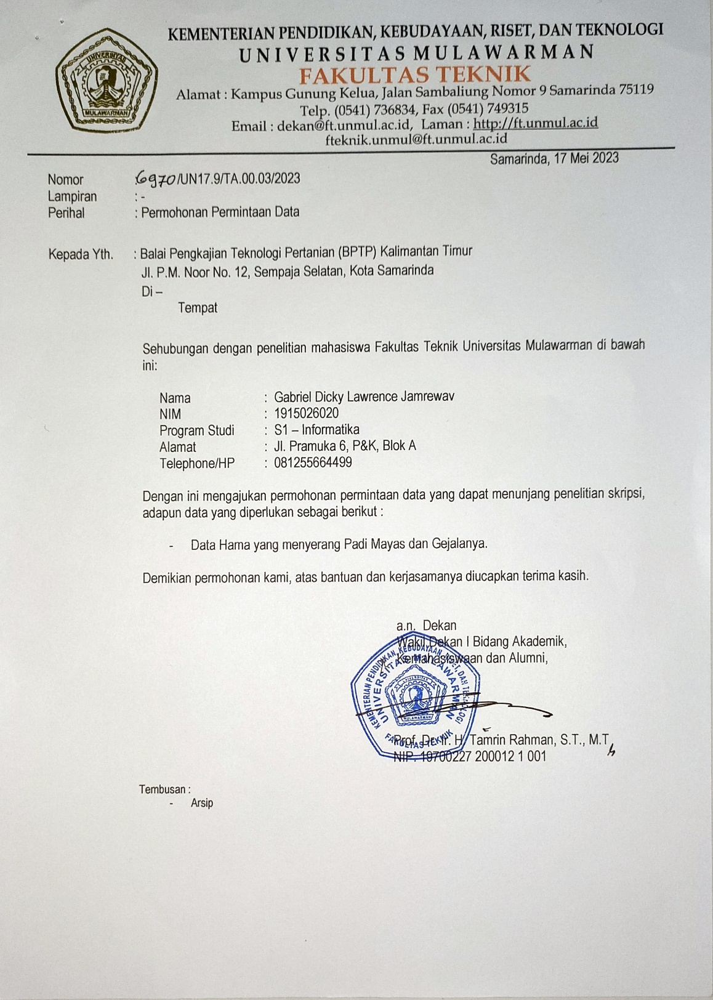 KEMENTERIAN PENDIDIKAN, KEBUDAYAAN, RISET, DAN TEKNOLOGI
UNIVERSITAS MULAWARMAN
FAKULTAS TEKNIK
Alamat : Kampus Gunung Kelua, Jalan Sambaliung Nomor 9 Samarinda 75119
Telp. (0541) 736834, Fax (0541) 749315
Email : dekan@ft.unmul.ac.id, Laman : http://ft.unmul.ac.id
fteknik.unmul@ft.unmul.ac.id
MULAWARMAN
Samarinda, 17 Mei 2023
Nomor : 6970/UN17.9/TA.00.03/2023
Lampiran : -
Perihal : Permohonan Permintaan Data
Kepada Yth. : Balai Pengkajian Teknologi Pertanian (BPTP) Kalimantan Timur
Jl. P.M. Noor No. 12, Sempaja Selatan, Kota Samarinda
Di –
Tempat
Sehubungan dengan penelitian mahasiswa Fakultas Teknik Universitas Mulawarman di bawah
ini:
Nama : Gabriel Dicky Lawrence Jamrewav
NIM : 1915026020
Program Studi : S1 – Informatika
Alamat : Jl. Pramuka 6, P&K, Blok A
Telephone/HP : 081255664499
Dengan ini mengajukan permohonan permintaan data yang dapat menunjang penelitian skripsi,
adapun data yang diperlukan sebagai berikut :
- Data Hama yang menyerang Padi Mayas dan Gejalanya.
Demikian permohonan kami, atas bantuan dan kerjasamanya diucapkan terima kasih.
a.n. Dekan
Wakil Dekan I Bidang Akademik,
Kemahasiswaan dan Alumni,
KEMENTERIAN PENDIDIKAN, KEBUDAYAAN, RISET, DAN TEKNOLOGI
UNIVERSITAS MULAWARMAN
MULAWARMAN
FAKULTAS TEKNIK
Prof. Dr. Ir. H. Tamrin Rahman, S.T., M.T
NIP. 19700227 200012 1 001
Tembusan :
- Arsip